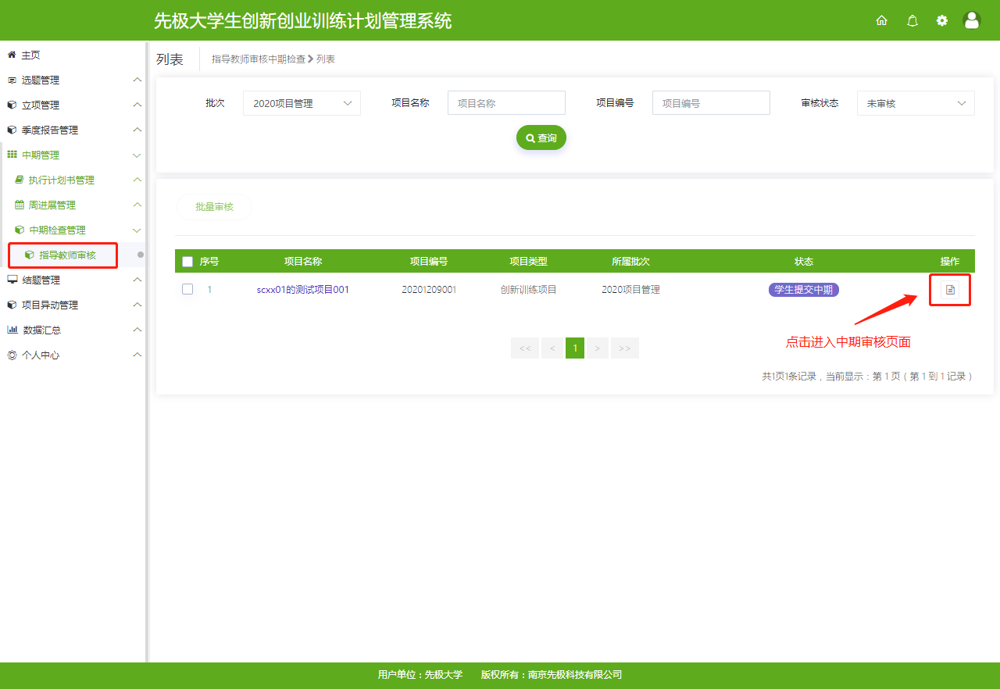 先极大学生创新创业训练计划管理系统
主页
选题管理
立项管理
季度报告管理
中期管理
执行计划书管理
周进展管理
中期检查管理
指导教师审核
结题管理
项目异动管理
数据汇总
个人中心
列表 指导教师审核中期检查 列表
批次 2020项目管理 项目名称 项目名称 项目编号 项目编号 审核状态 未审核
查询
批量审核
序号 项目名称 项目编号 项目类型 所属批次 状态 操作
1 scxx01的测试项目001 20201209001 创新训练项目 2020项目管理 学生提交中期
点击进入中期审核页面
<< < 1 > >>
共1页1条记录，当前显示：第 1 页（第 1 到 1 记录）
用户单位：先极大学 版权所有：南京先极科技有限公司